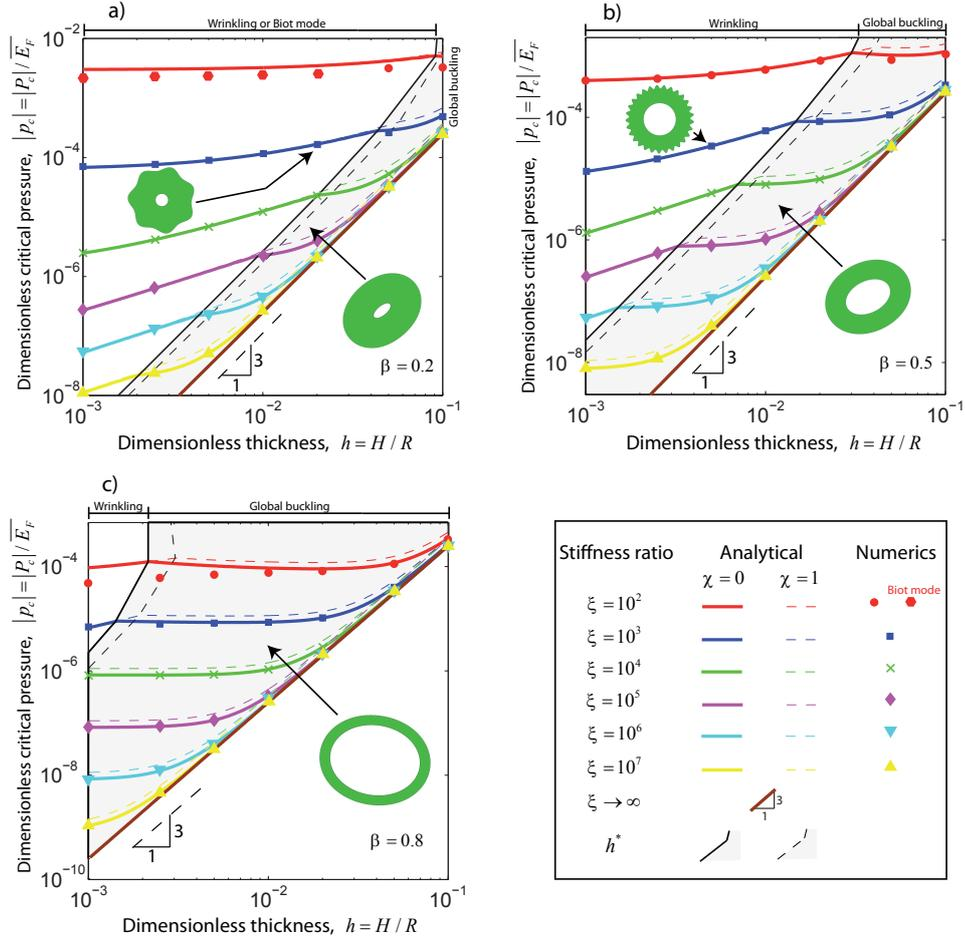 a)
Wrinkling or Biot mode
Global buckling
Dimensionless critical pressure, |p_c| = |P_c| / \overline{E_F}
10^{-2}
10^{-4}
10^{-6}
10^{-8}
3
1
β = 0.2
10^{-3}
10^{-2}
10^{-1}
Dimensionless thickness, h = H / R
b)
Wrinkling
Global buckling
Dimensionless critical pressure, |p_c| = |P_c| / \overline{E_F}
10^{-4}
10^{-6}
10^{-8}
3
1
β = 0.5
10^{-3}
10^{-2}
10^{-1}
Dimensionless thickness, h = H / R
c)
Wrinkling
Global buckling
Dimensionless critical pressure, |p_c| = |P_c| / \overline{E_F}
10^{-4}
10^{-6}
10^{-8}
10^{-10}
3
1
β = 0.8
10^{-3}
10^{-2}
10^{-1}
Dimensionless thickness, h = H / R
Stiffness ratio Analytical Numerics
χ = 0 χ = 1
Biot mode
ξ = 10^2
ξ = 10^3
ξ = 10^4
ξ = 10^5
ξ = 10^6
ξ = 10^7
ξ → ∞ 3
1
h^*